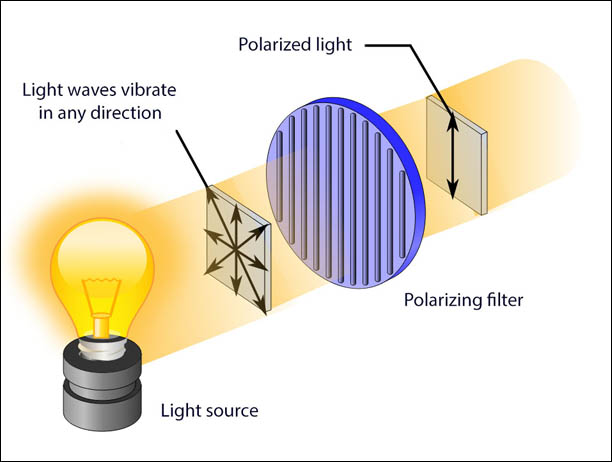 Polarized light
Light waves vibrate
in any direction
Polarizing filter
Light source